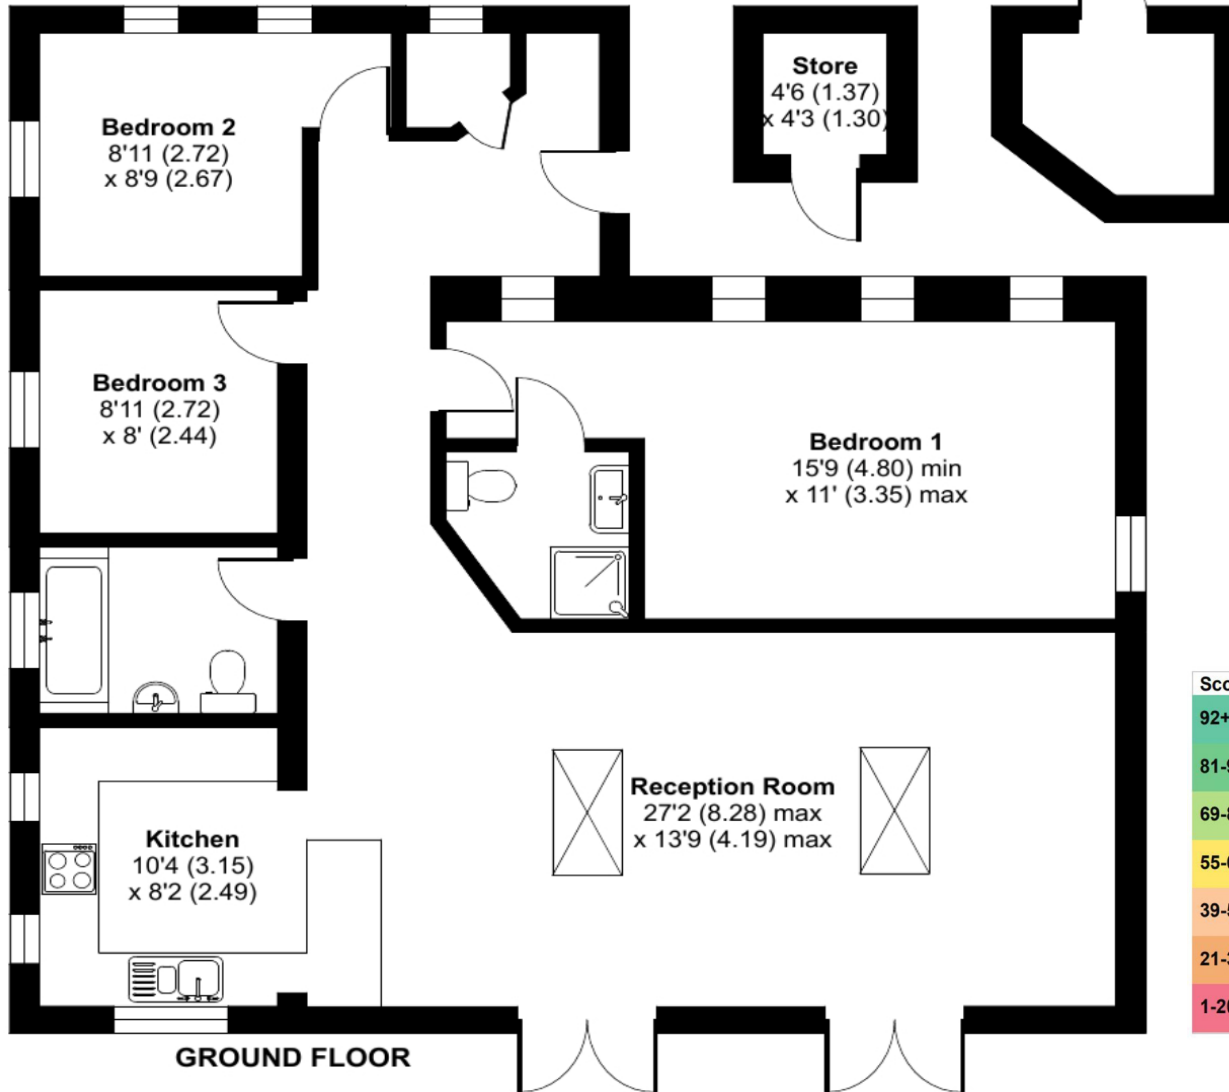 Store
4'6 (1.37)
x 4'3 (1.30)
Bedroom 2
8'11 (2.72)
x 8'9 (2.67)
Bedroom 3
8'11 (2.72)
x 8' (2.44)
Bedroom 1
15'9 (4.80) min
x 11' (3.35) max
Reception Room
27'2 (8.28) max
x 13'9 (4.19) max
Kitchen
10'4 (3.15)
x 8'2 (2.49)
GROUND FLOOR
92+